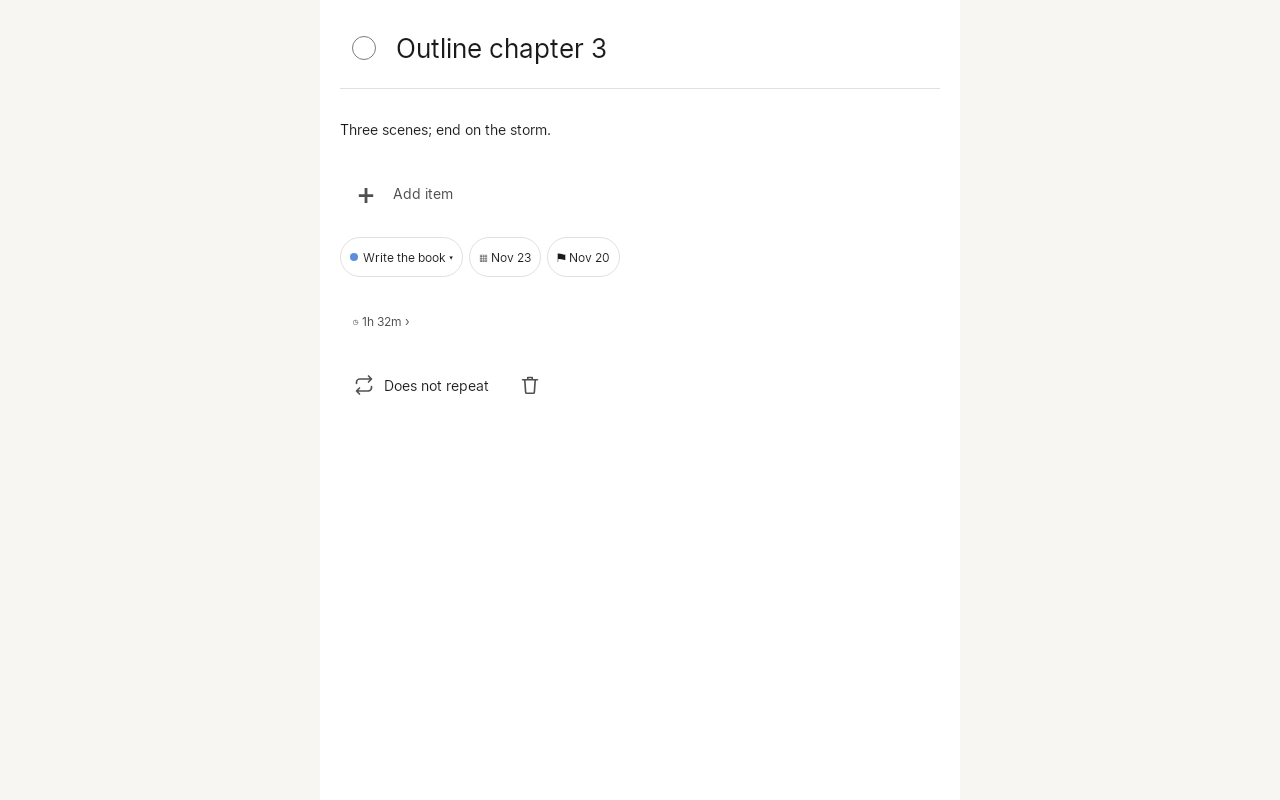 Outline chapter 3
Three scenes; end on the storm.
Add item
Write the book Nov 23 Nov 20
1h 32m ›
Does not repeat